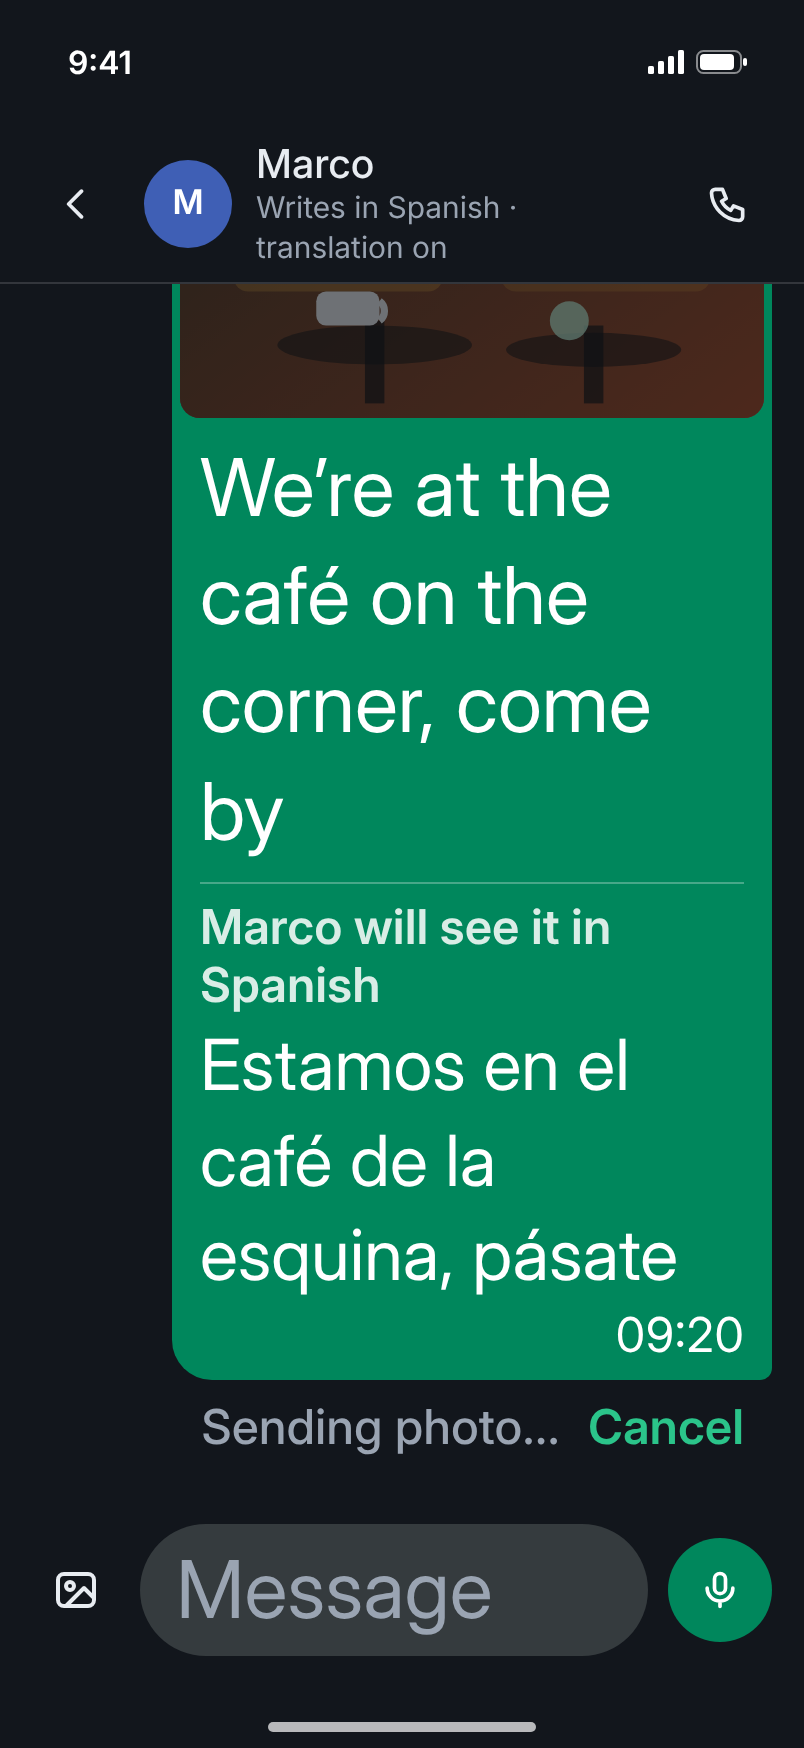 9:41
M
Marco
Writes in Spanish ·
translation on
We’re at the
café on the
corner, come
by
Marco will see it in
Spanish
Estamos en el
café de la
esquina, pásate
09:20
Sending photo... Cancel
Message